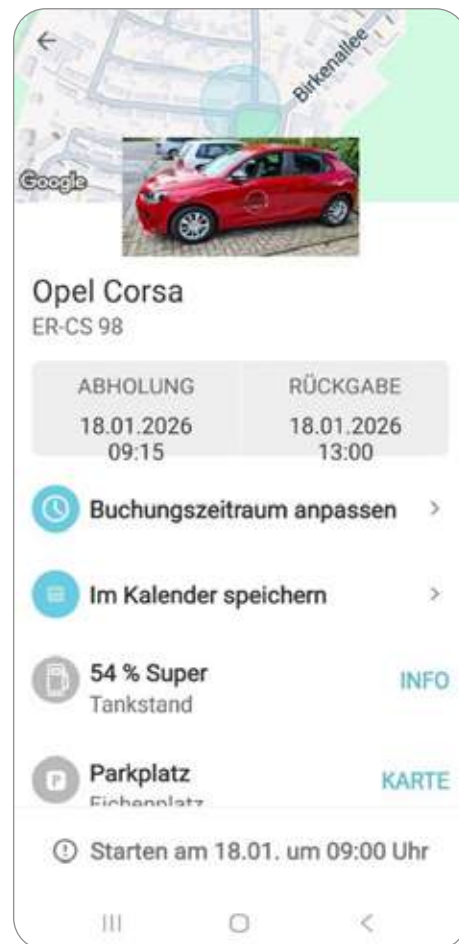 Birkenallee
Google
Opel Corsa
ER-CS 98
ABHOLUNG
18.01.2026
09:15
RÜCKGABE
18.01.2026
13:00
Buchungszeitraum anpassen
Im Kalender speichern
54 % Super
INFO
Tankstand
P
Parkplatz
KARTE
Eichenplatz
Starten am 18.01. um 09:00 Uhr